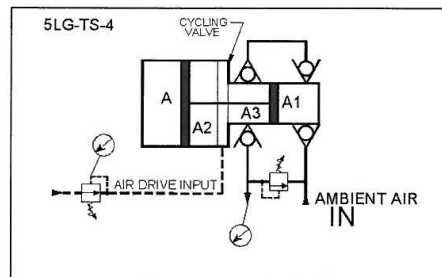 5LG-TS-4
CYCLING
VALVE
A
A2
A3
A1
AIR DRIVE INPUT
AMBIENT AIR
IN